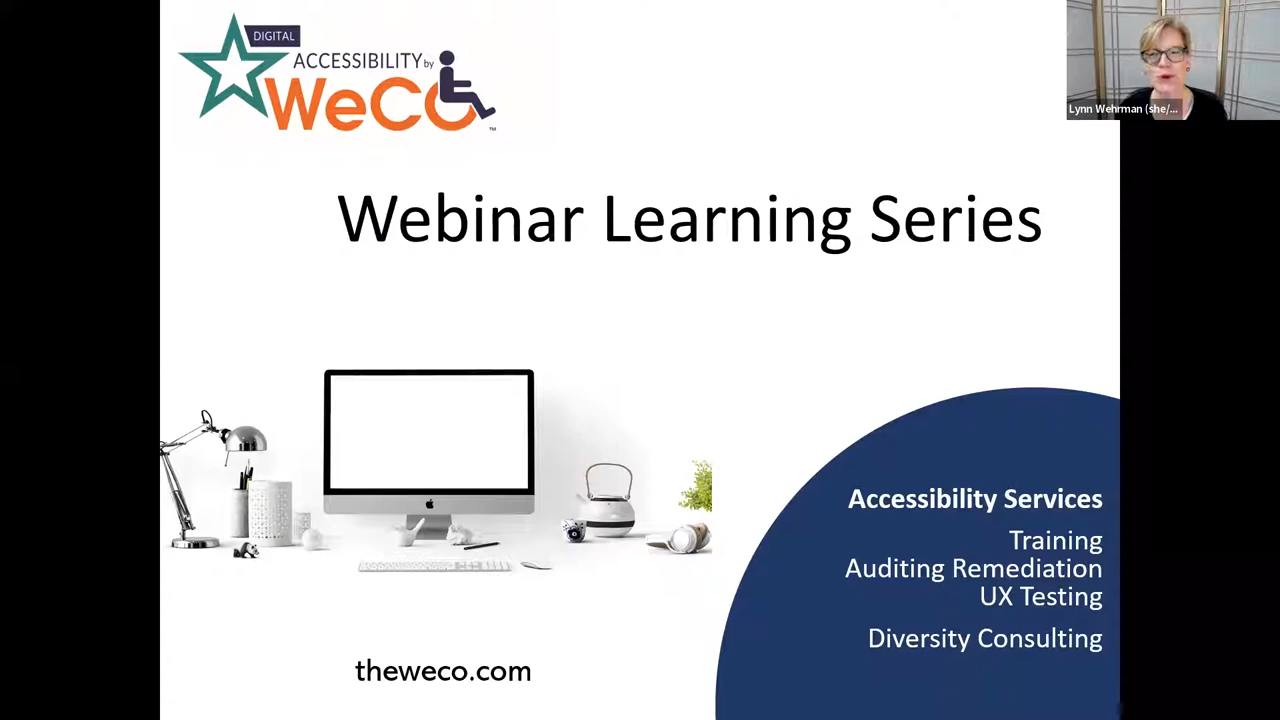 DIGITAL
ACCESSIBILITY by
WeCo
TM
Lynn Wehrman (she/...
Webinar Learning Series
Accessibility Services
Training
Auditing Remediation
UX Testing
Diversity Consulting
theweco.com